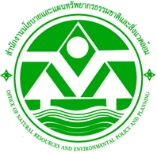 สำนักงานนโยบายและแผนทรัพยากรธรรมชาติและสิ่งแวดล้อม
OFFICE OF NATURAL RESOURCES AND ENVIRONMENTAL POLICY AND PLANNING